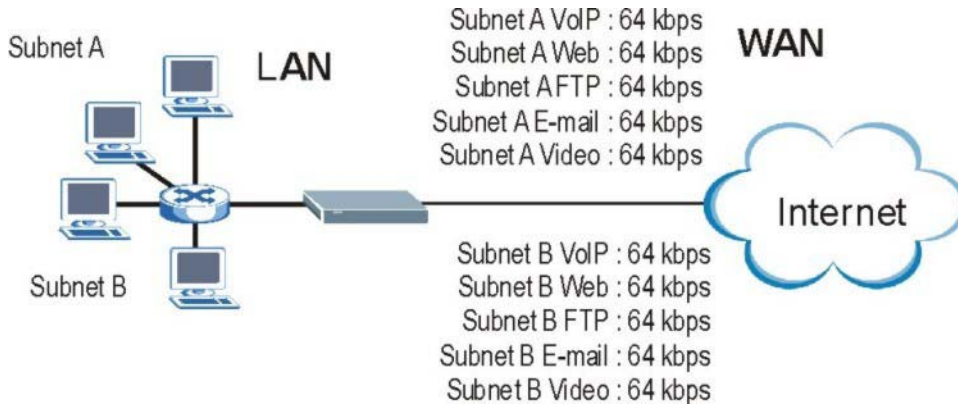 Subnet A
LAN
Subnet B
Subnet A VoIP : 64 kbps
Subnet A Web : 64 kbps
Subnet A FTP : 64 kbps
Subnet A E-mail : 64 kbps
Subnet A Video : 64 kbps
WAN
Internet
Subnet B VoIP : 64 kbps
Subnet B Web : 64 kbps
Subnet B FTP : 64 kbps
Subnet B E-mail : 64 kbps
Subnet B Video : 64 kbps